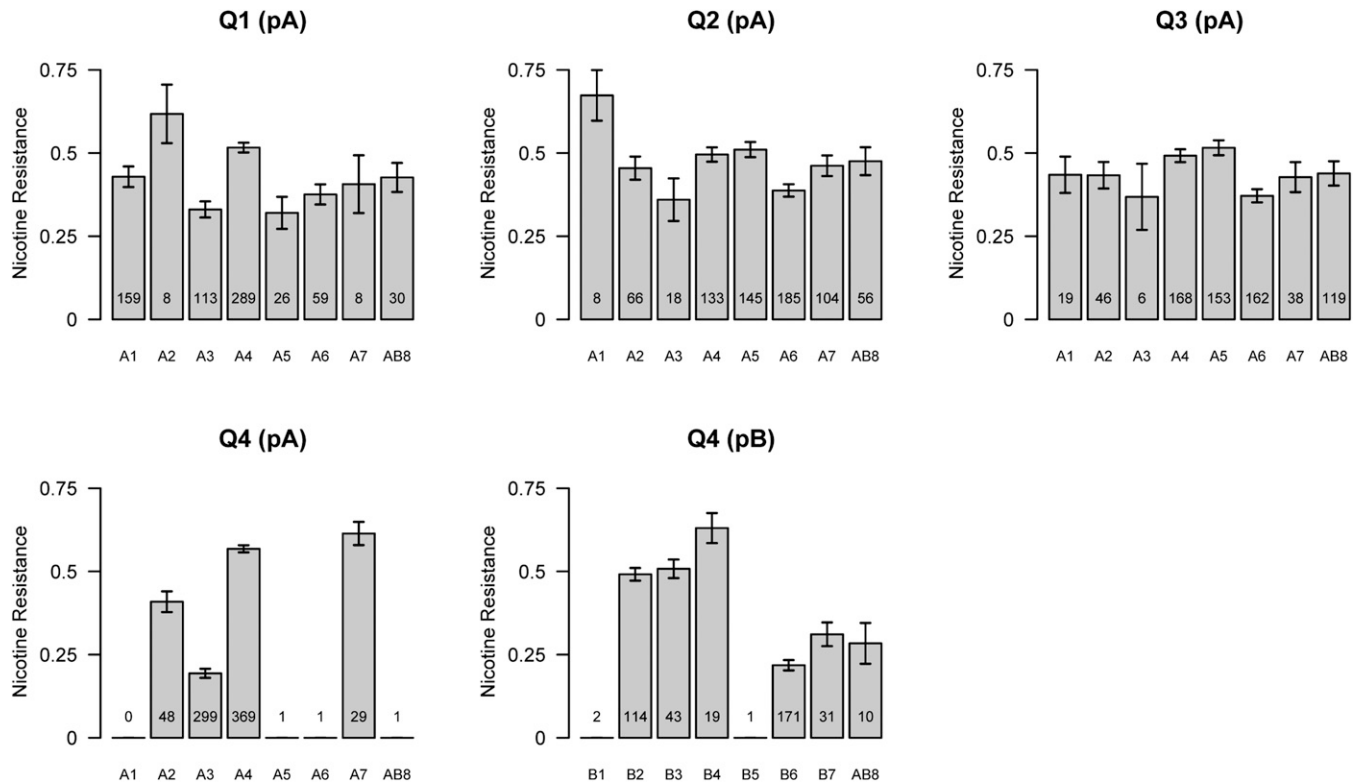 Q1 (pA)
Nicotine Resistance
0.75
0.5
0.25
0
159 8 113 289 26 59 8 30
A1 A2 A3 A4 A5 A6 A7 AB8
Q2 (pA)
Nicotine Resistance
0.75
0.5
0.25
0
8 66 18 133 145 185 104 56
A1 A2 A3 A4 A5 A6 A7 AB8
Q3 (pA)
Nicotine Resistance
0.75
0.5
0.25
0
19 46 6 168 153 162 38 119
A1 A2 A3 A4 A5 A6 A7 AB8
Q4 (pA)
Nicotine Resistance
0.75
0.5
0.25
0
0 48 299 369 1 1 29 1
A1 A2 A3 A4 A5 A6 A7 AB8
Q4 (pB)
Nicotine Resistance
0.75
0.5
0.25
0
2 114 43 19 1 171 31 10
B1 B2 B3 B4 B5 B6 B7 AB8